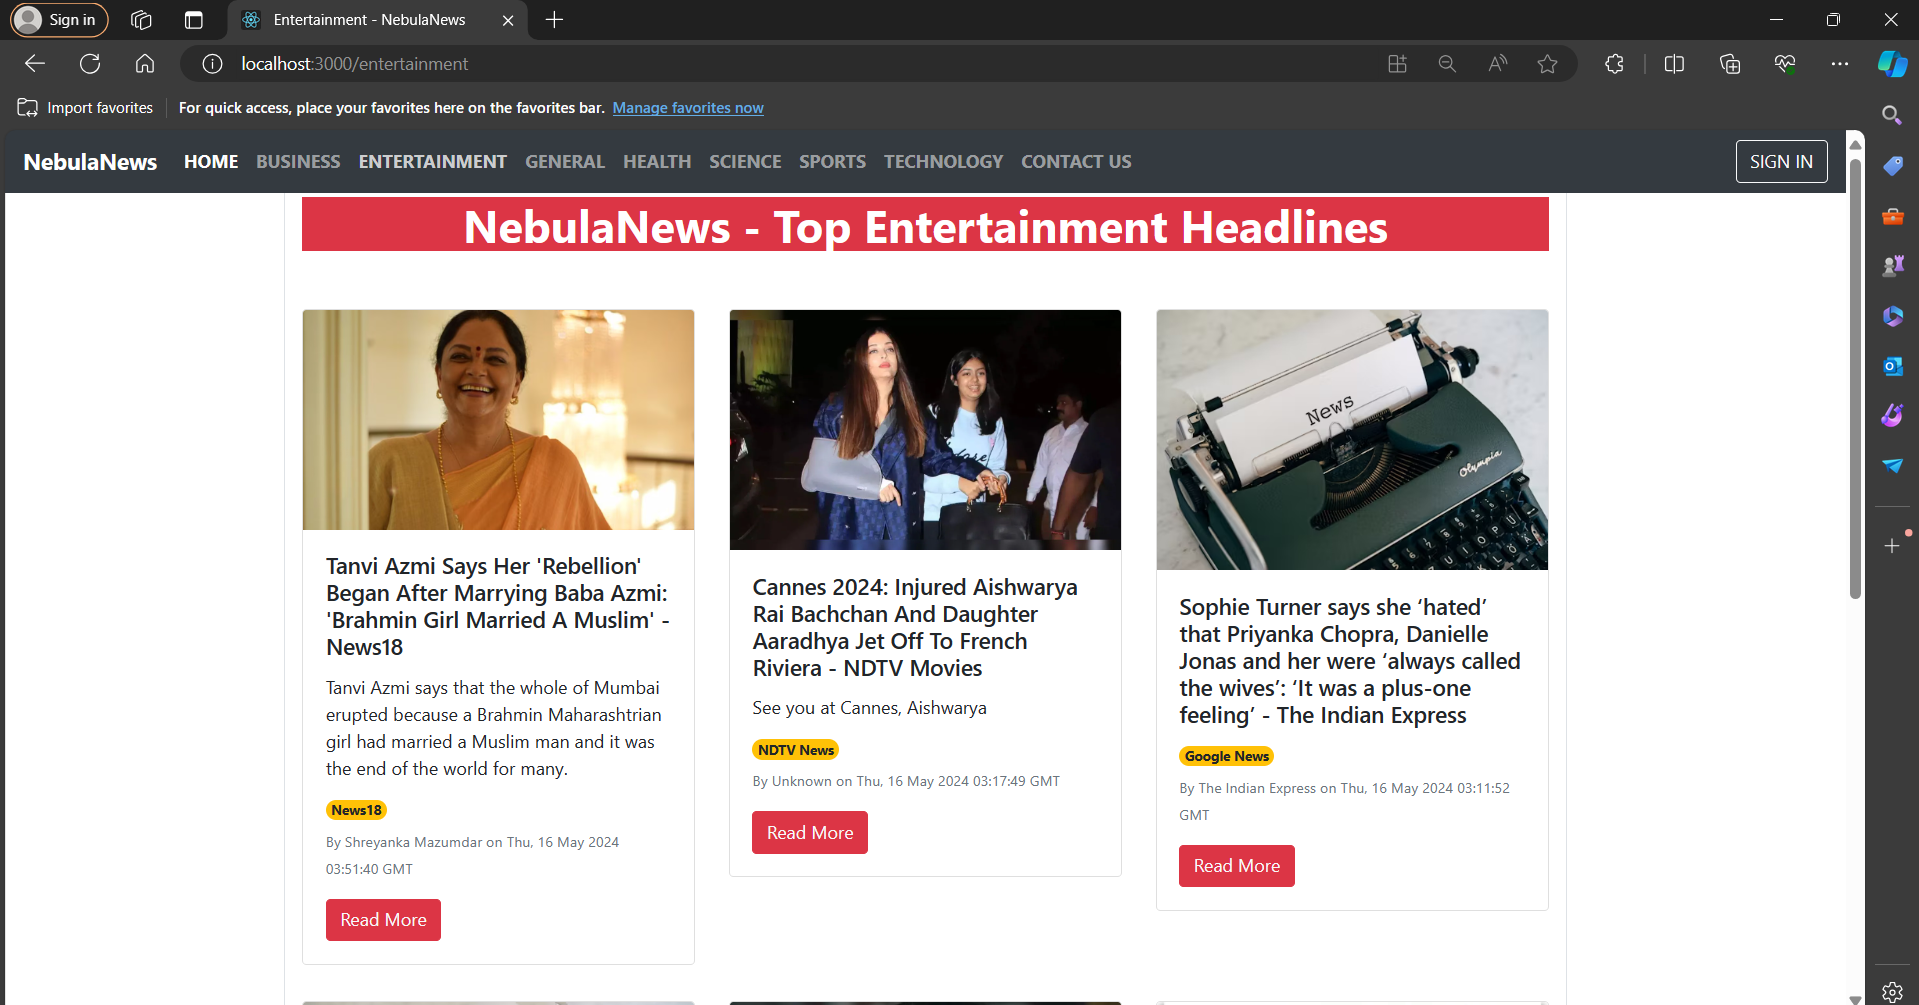 Sign in
Entertainment - NebulaNews
localhost:3000/entertainment
Import favorites
For quick access, place your favorites here on the favorites bar. Manage favorites now
NebulaNews HOME BUSINESS ENTERTAINMENT GENERAL HEALTH SCIENCE SPORTS TECHNOLOGY CONTACT US SIGN IN
NebulaNews - Top Entertainment Headlines
Tanvi Azmi Says Her 'Rebellion'
Began After Marrying Baba Azmi:
'Brahmin Girl Married A Muslim' -
News18
Tanvi Azmi says that the whole of Mumbai
erupted because a Brahmin Maharashtrian
girl had married a Muslim man and it was
the end of the world for many.
News18
By Shreyanka Mazumdar on Thu, 16 May 2024
03:51:40 GMT
Read More
Cannes 2024: Injured Aishwarya
Rai Bachchan And Daughter
Aaradhya Jet Off To French
Riviera - NDTV Movies
See you at Cannes, Aishwarya
NDTV News
By Unknown on Thu, 16 May 2024 03:17:49 GMT
Read More
News
Olympia
Sophie Turner says she ‘hated’
that Priyanka Chopra, Danielle
Jonas and her were ‘always called
the wives’: ‘It was a plus-one
feeling’ - The Indian Express
Google News
By The Indian Express on Thu, 16 May 2024 03:11:52
GMT
Read More